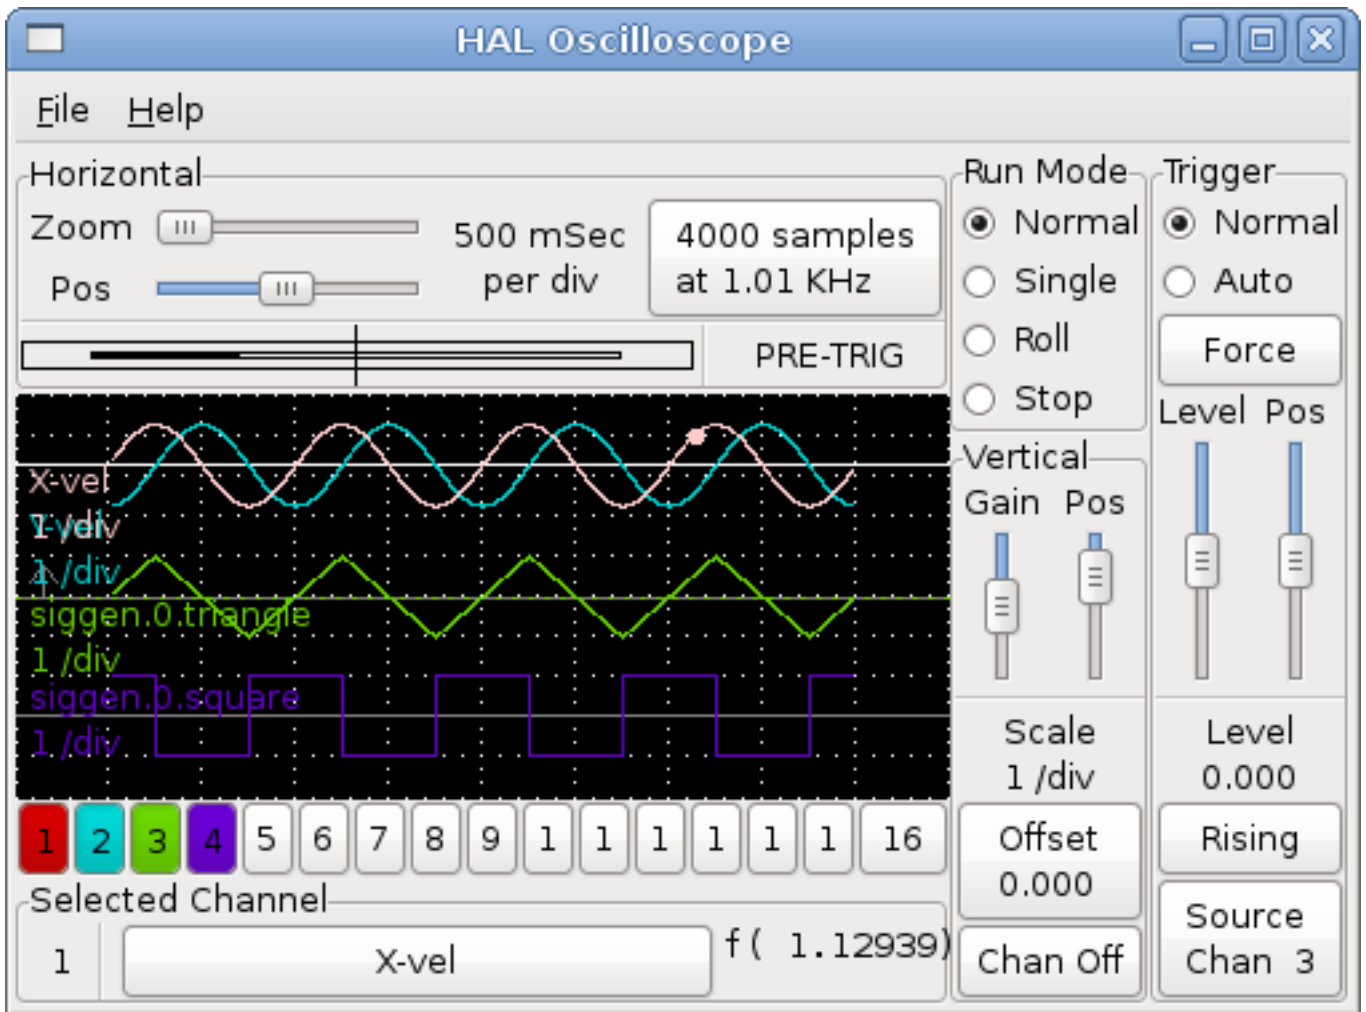 HAL Oscilloscope
File Help
Horizontal
Zoom
Pos
500 mSec
per div
4000 samples
at 1.01 KHz
PRE-TRIG
Run Mode
Normal
Single
Roll
Stop
Trigger
Normal
Auto
Force
Level Pos
X-vel
1 /div
Y-vel
1 /div
siggen.0.triangle
1 /div
siggen.0.square
1 /div
Vertical
Gain Pos
Scale
1 /div
Offset
0.000
Chan Off
Level
0.000
Rising
Source
Chan 3
1 2 3 4 5 6 7 8 9 1 1 1 1 1 1 16
Selected Channel
1 X-vel f( 1.12939)